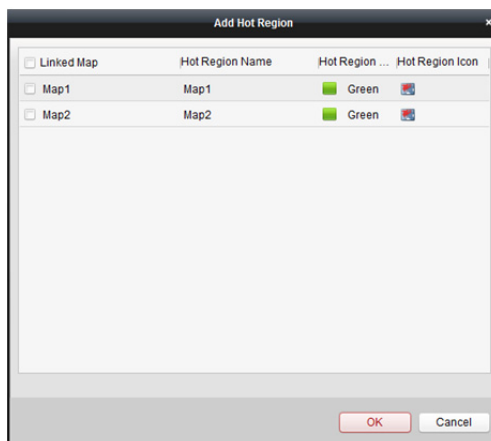 Add Hot Region
Linked Map Hot Region Name Hot Region ... Hot Region Icon
Map1 Map1 Green
Map2 Map2 Green
OK Cancel